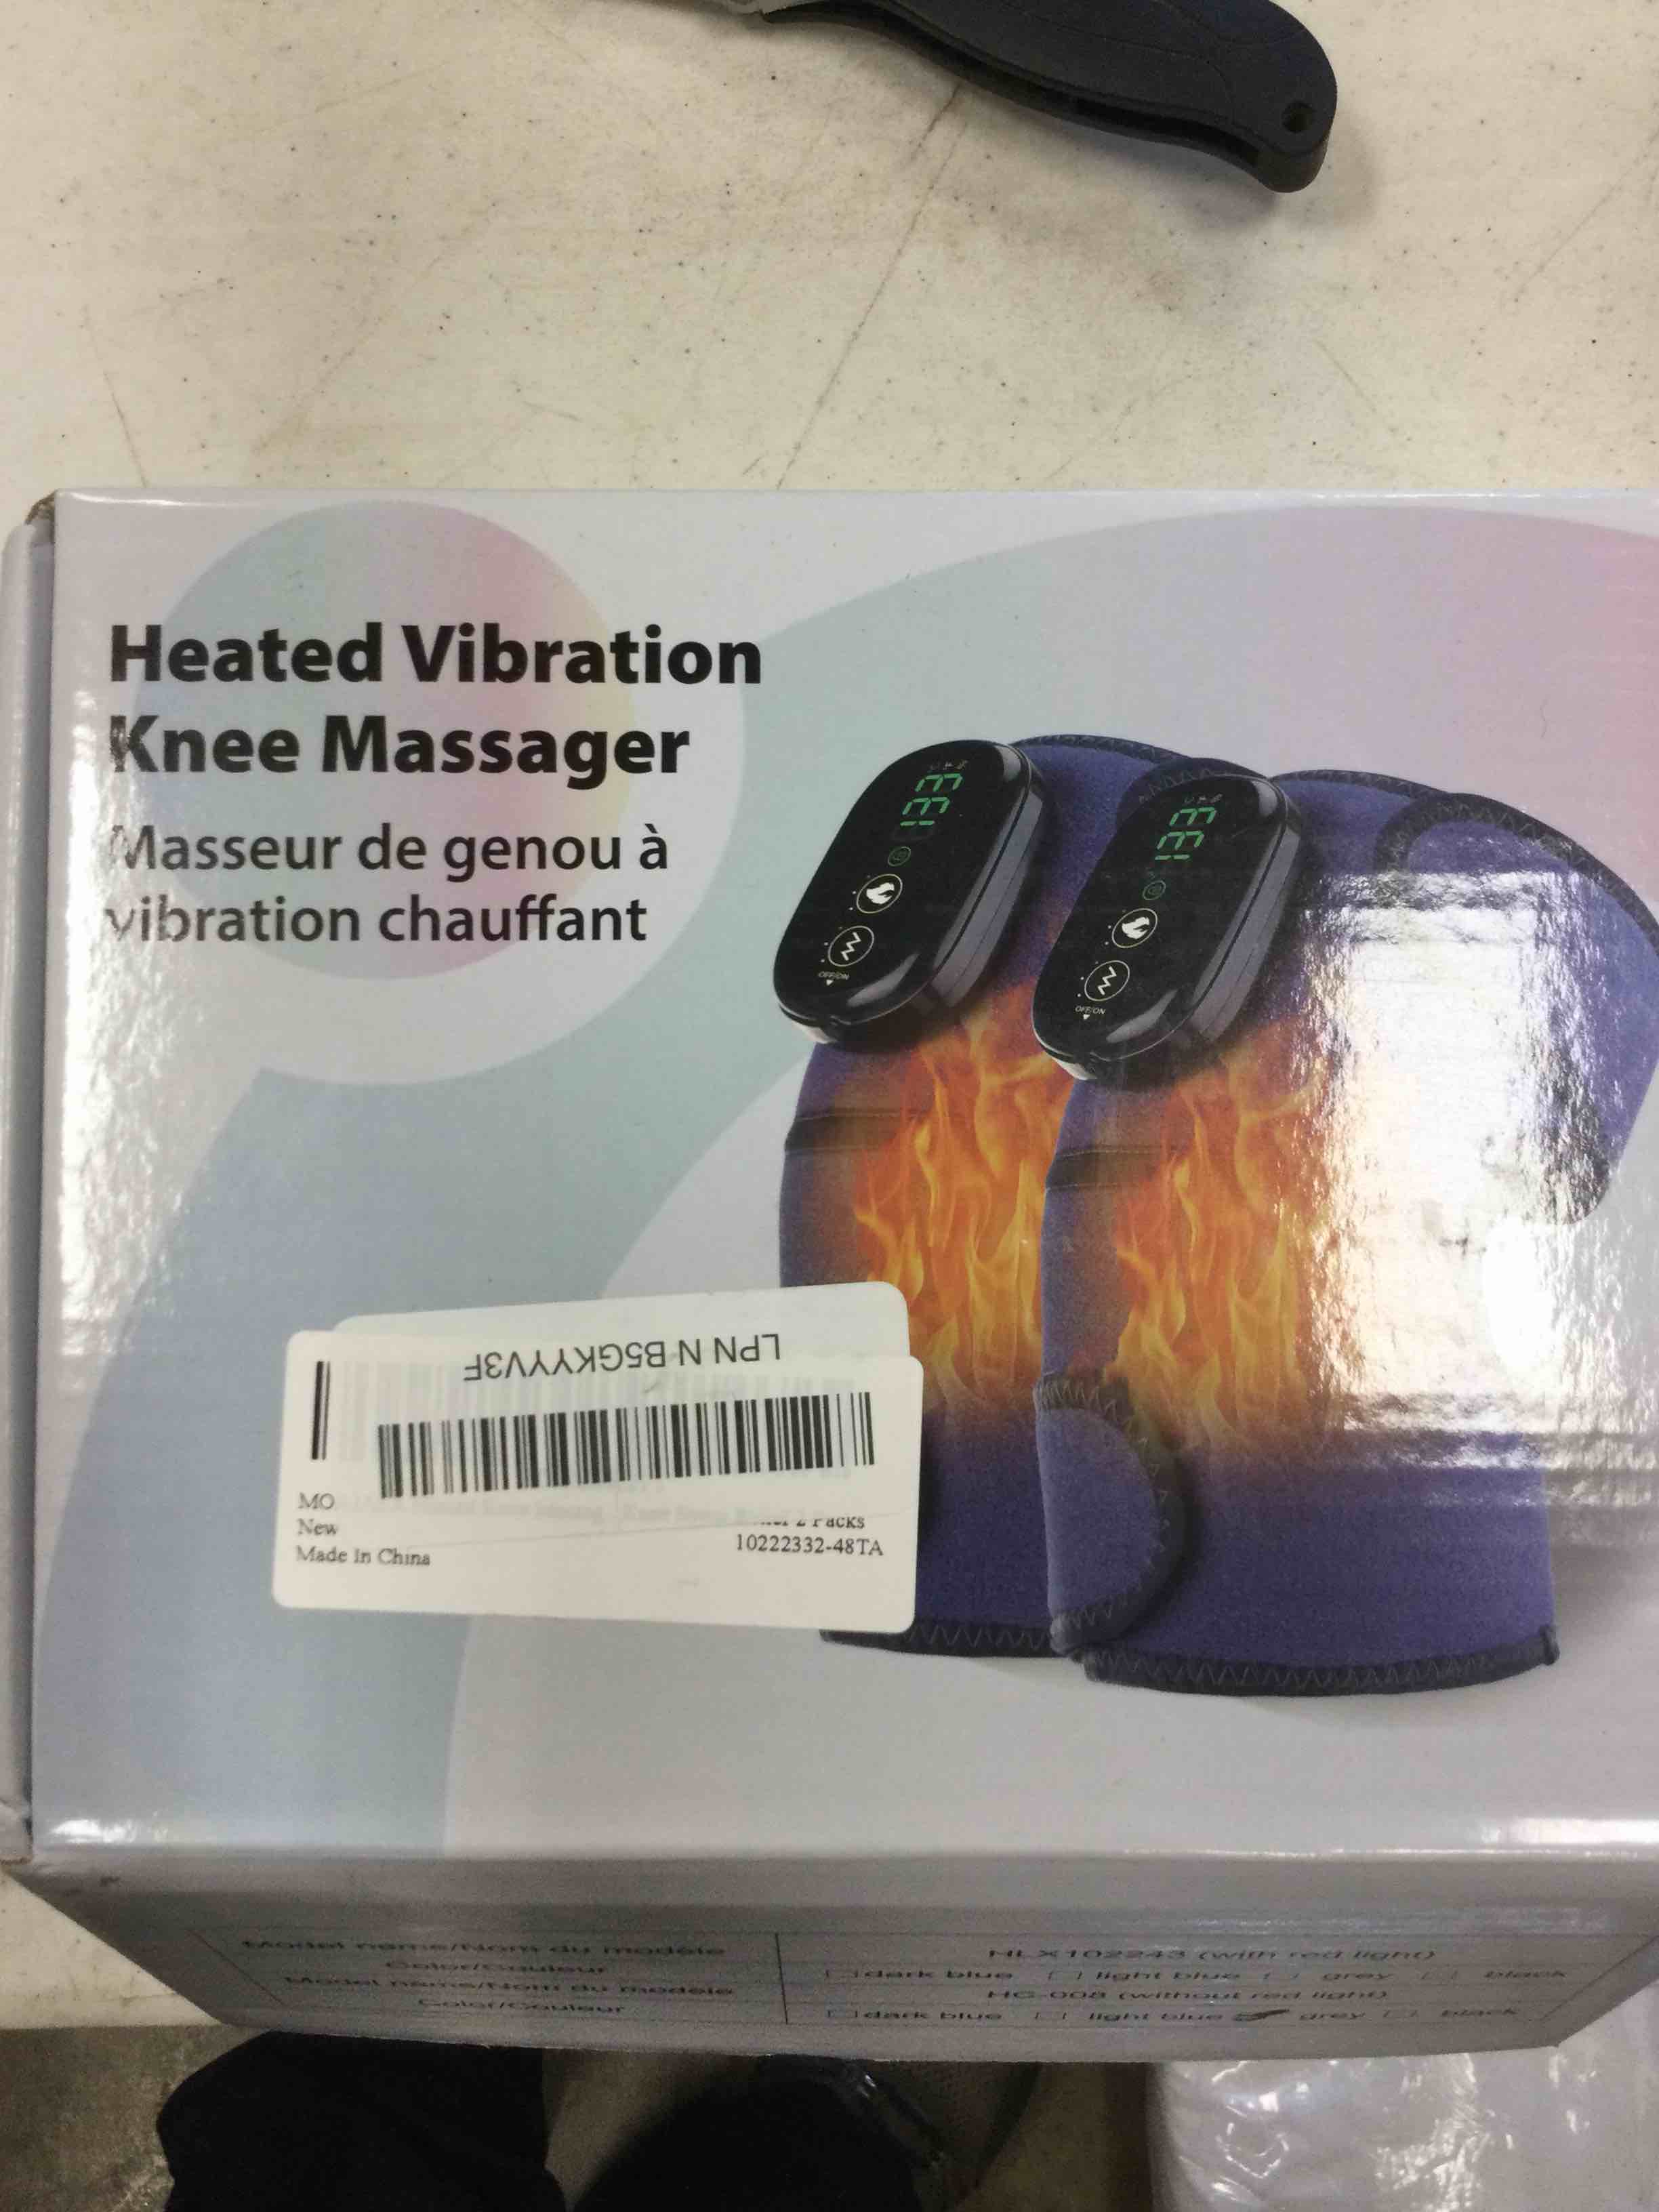 Heated Vibration
Knee Massager
Masseur de genou à
vibration chauffant
OFF/ON
OFF/ON
LPN N B5GKYYV3F
MO
New
2 Packs
Made in China
10222332-48TA
Model name/Nom du modèle
HLX102243 (with red light)
Color/Couleur
dark blue light blue grey black
Model name/Nom du modèle
HG-008 (without red light)
Color/Couleur
dark blue light blue grey black